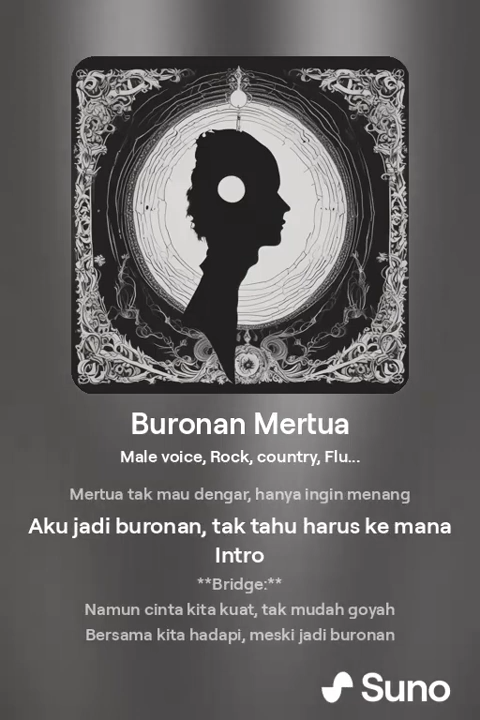 Buronan Mertua
Male voice, Rock, country, Flu...
Mertua tak mau dengar, hanya ingin menang
Aku jadi buronan, tak tahu harus ke mana
Intro
**Bridge:**
Namun cinta kita kuat, tak mudah goyah
Bersama kita hadapi, meski jadi buronan
Suno